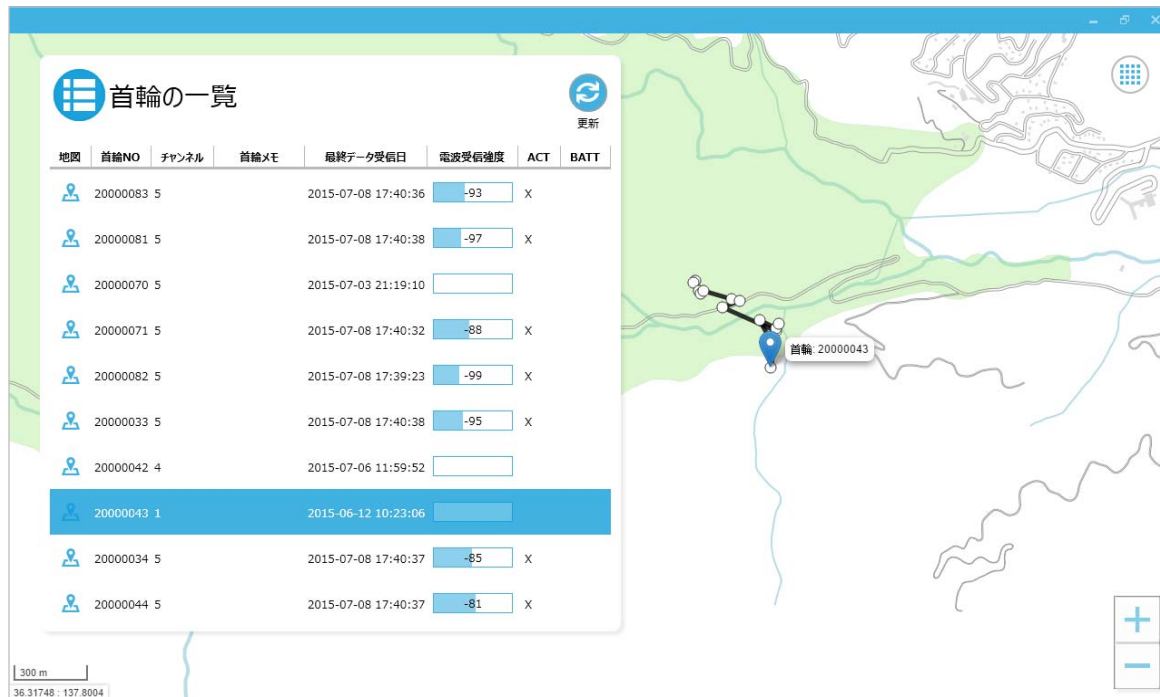 首輪の一覧
更新
地図 首輪NO チャンネル 首輪メモ 最終データ受信日 電波受信強度 ACT BATT
20000083 5 2015-07-08 17:40:36 -93 X
20000081 5 2015-07-08 17:40:38 -97 X
20000070 5 2015-07-03 21:19:10
20000071 5 2015-07-08 17:40:32 -88 X
20000082 5 2015-07-08 17:39:23 -99 X
20000033 5 2015-07-08 17:40:38 -95 X
20000042 4 2015-07-06 11:59:52
20000043 1 2015-06-12 10:23:06
20000034 5 2015-07-08 17:40:37 -85 X
20000044 5 2015-07-08 17:40:37 -81 X
首輪: 20000043
300 m
36.31748 : 137.8004